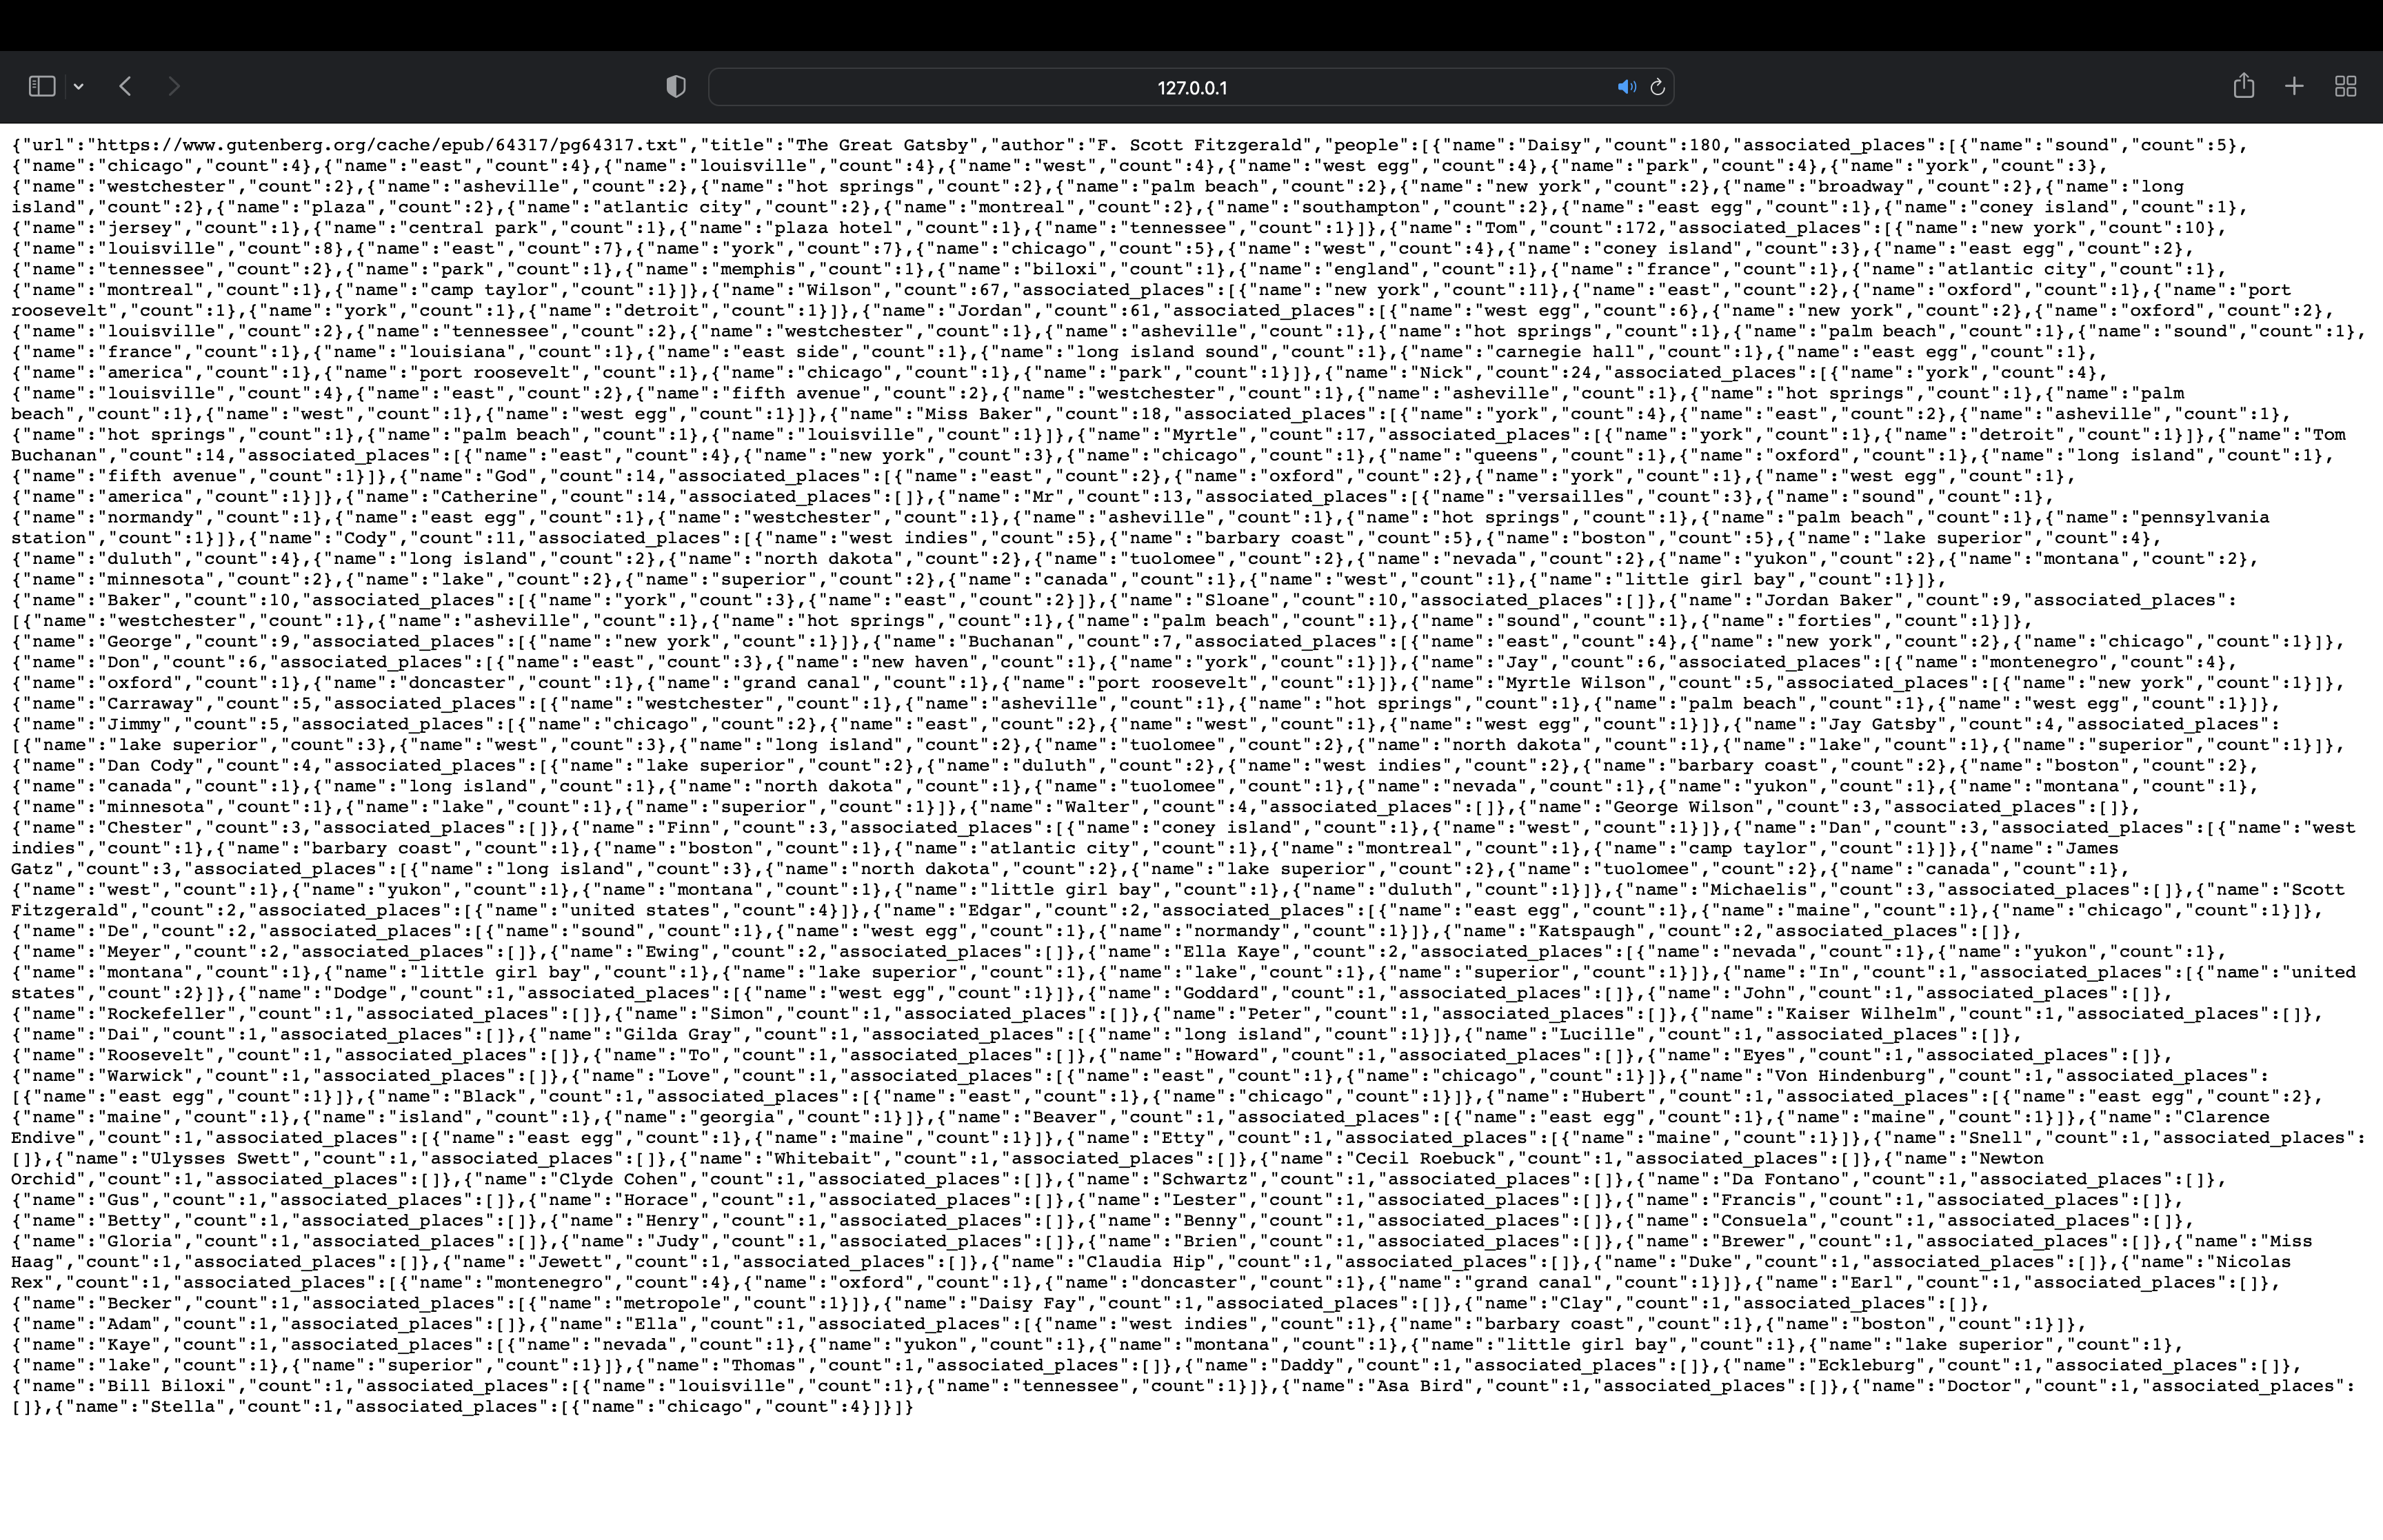 127.0.0.1
{"url":"https://www.gutenberg.org/cache/epub/64317/pg64317.txt","title":"The Great Gatsby","author":"F. Scott Fitzgerald","people":[{"name":"Daisy","count":180,"associated_places":[{"name":"sound","count":5},
{"name":"chicago","count":4},{"name":"east","count":4},{"name":"louisville","count":4},{"name":"west","count":4},{"name":"west egg","count":4},{"name":"park","count":4},{"name":"york","count":3},
{"name":"westchester","count":2},{"name":"asheville","count":2},{"name":"hot springs","count":2},{"name":"palm beach","count":2},{"name":"new york","count":2},{"name":"broadway","count":2},{"name":"long
island","count":2},{"name":"plaza","count":2},{"name":"atlantic city","count":2},{"name":"montreal","count":2},{"name":"southampton","count":2},{"name":"east egg","count":1},{"name":"coney island","count":1},
{"name":"jersey","count":1},{"name":"central park","count":1},{"name":"plaza hotel","count":1},{"name":"tennessee","count":1}]},{"name":"Tom","count":172,"associated_places":[{"name":"new york","count":10},
{"name":"louisville","count":8},{"name":"east","count":7},{"name":"york","count":7},{"name":"chicago","count":5},{"name":"west","count":4},{"name":"coney island","count":3},{"name":"east egg","count":2},
{"name":"tennessee","count":2},{"name":"park","count":1},{"name":"memphis","count":1},{"name":"biloxi","count":1},{"name":"england","count":1},{"name":"france","count":1},{"name":"atlantic city","count":1},
{"name":"montreal","count":1},{"name":"camp taylor","count":1}]},{"name":"Wilson","count":67,"associated_places":[{"name":"new york","count":11},{"name":"east","count":2},{"name":"oxford","count":1},{"name":"port
roosevelt","count":1},{"name":"york","count":1},{"name":"detroit","count":1}]},{"name":"Jordan","count":61,"associated_places":[{"name":"west egg","count":6},{"name":"new york","count":2},{"name":"oxford","count":2},
{"name":"louisville","count":2},{"name":"tennessee","count":2},{"name":"westchester","count":1},{"name":"asheville","count":1},{"name":"hot springs","count":1},{"name":"palm beach","count":1},{"name":"sound","count":1},
{"name":"france","count":1},{"name":"louisiana","count":1},{"name":"east side","count":1},{"name":"long island sound","count":1},{"name":"carnegie hall","count":1},{"name":"east egg","count":1},
{"name":"america","count":1},{"name":"port roosevelt","count":1},{"name":"chicago","count":1},{"name":"park","count":1}]},{"name":"Nick","count":24,"associated_places":[{"name":"york","count":4},
{"name":"louisville","count":4},{"name":"east","count":2},{"name":"fifth avenue","count":2},{"name":"westchester","count":1},{"name":"asheville","count":1},{"name":"hot springs","count":1},{"name":"palm
beach","count":1},{"name":"west","count":1},{"name":"west egg","count":1}]},{"name":"Miss Baker","count":18,"associated_places":[{"name":"york","count":4},{"name":"east","count":2},{"name":"asheville","count":1},
{"name":"hot springs","count":1},{"name":"palm beach","count":1},{"name":"louisville","count":1}]},{"name":"Myrtle","count":17,"associated_places":[{"name":"york","count":1},{"name":"detroit","count":1}]},{"name":"Tom
Buchanan","count":14,"associated_places":[{"name":"east","count":4},{"name":"new york","count":3},{"name":"chicago","count":1},{"name":"queens","count":1},{"name":"oxford","count":1},{"name":"long island","count":1},
{"name":"fifth avenue","count":1}]},{"name":"God","count":14,"associated_places":[{"name":"east","count":2},{"name":"oxford","count":2},{"name":"york","count":1},{"name":"west egg","count":1},
{"name":"america","count":1}]},{"name":"Catherine","count":14,"associated_places":[]},{"name":"Mr","count":13,"associated_places":[{"name":"versailles","count":3},{"name":"sound","count":1},
{"name":"normandy","count":1},{"name":"east egg","count":1},{"name":"westchester","count":1},{"name":"asheville","count":1},{"name":"hot springs","count":1},{"name":"palm beach","count":1},{"name":"pennsylvania
station","count":1}]},{"name":"Cody","count":11,"associated_places":[{"name":"west indies","count":5},{"name":"barbary coast","count":5},{"name":"boston","count":5},{"name":"lake superior","count":4},
{"name":"duluth","count":4},{"name":"long island","count":2},{"name":"north dakota","count":2},{"name":"tuolomee","count":2},{"name":"nevada","count":2},{"name":"yukon","count":2},{"name":"montana","count":2},
{"name":"minnesota","count":2},{"name":"lake","count":2},{"name":"superior","count":2},{"name":"canada","count":1},{"name":"west","count":1},{"name":"little girl bay","count":1}]},
{"name":"Baker","count":10,"associated_places":[{"name":"york","count":3},{"name":"east","count":2}]},{"name":"Sloane","count":10,"associated_places":[]},{"name":"Jordan Baker","count":9,"associated_places":
[{"name":"westchester","count":1},{"name":"asheville","count":1},{"name":"hot springs","count":1},{"name":"palm beach","count":1},{"name":"sound","count":1},{"name":"forties","count":1}]},
{"name":"George","count":9,"associated_places":[{"name":"new york","count":1}]},{"name":"Buchanan","count":7,"associated_places":[{"name":"east","count":4},{"name":"new york","count":2},{"name":"chicago","count":1}]},
{"name":"Don","count":6,"associated_places":[{"name":"east","count":3},{"name":"new haven","count":1},{"name":"york","count":1}]},{"name":"Jay","count":6,"associated_places":[{"name":"montenegro","count":4},
{"name":"oxford","count":1},{"name":"doncaster","count":1},{"name":"grand canal","count":1},{"name":"port roosevelt","count":1}]},{"name":"Myrtle Wilson","count":5,"associated_places":[{"name":"new york","count":1}]},
{"name":"Carraway","count":5,"associated_places":[{"name":"westchester","count":1},{"name":"asheville","count":1},{"name":"hot springs","count":1},{"name":"palm beach","count":1},{"name":"west egg","count":1}]},
{"name":"Jimmy","count":5,"associated_places":[{"name":"chicago","count":2},{"name":"east","count":2},{"name":"west","count":1},{"name":"west egg","count":1}]},{"name":"Jay Gatsby","count":4,"associated_places":
[{"name":"lake superior","count":3},{"name":"west","count":3},{"name":"long island","count":2},{"name":"tuolomee","count":2},{"name":"north dakota","count":1},{"name":"lake","count":1},{"name":"superior","count":1}]},
{"name":"Dan Cody","count":4,"associated_places":[{"name":"lake superior","count":2},{"name":"duluth","count":2},{"name":"west indies","count":2},{"name":"barbary coast","count":2},{"name":"boston","count":2},
{"name":"canada","count":1},{"name":"long island","count":1},{"name":"north dakota","count":1},{"name":"tuolomee","count":1},{"name":"nevada","count":1},{"name":"yukon","count":1},{"name":"montana","count":1},
{"name":"minnesota","count":1},{"name":"lake","count":1},{"name":"superior","count":1}]},{"name":"Walter","count":4,"associated_places":[]},{"name":"George Wilson","count":3,"associated_places":[]},
{"name":"Chester","count":3,"associated_places":[]},{"name":"Finn","count":3,"associated_places":[{"name":"coney island","count":1},{"name":"west","count":1}]},{"name":"Dan","count":3,"associated_places":[{"name":"west
indies","count":1},{"name":"barbary coast","count":1},{"name":"boston","count":1},{"name":"atlantic city","count":1},{"name":"montreal","count":1},{"name":"camp taylor","count":1}]},{"name":"James
Gatz","count":3,"associated_places":[{"name":"long island","count":3},{"name":"north dakota","count":2},{"name":"lake superior","count":2},{"name":"tuolomee","count":2},{"name":"canada","count":1},
{"name":"west","count":1},{"name":"yukon","count":1},{"name":"montana","count":1},{"name":"little girl bay","count":1},{"name":"duluth","count":1}]},{"name":"Michaelis","count":3,"associated_places":[]},{"name":"Scott
Fitzgerald","count":2,"associated_places":[{"name":"united states","count":4}]},{"name":"Edgar","count":2,"associated_places":[{"name":"east egg","count":1},{"name":"maine","count":1},{"name":"chicago","count":1}]},
{"name":"De","count":2,"associated_places":[{"name":"sound","count":1},{"name":"west egg","count":1},{"name":"normandy","count":1}]},{"name":"Katspaugh","count":2,"associated_places":[]},
{"name":"Meyer","count":2,"associated_places":[]},{"name":"Ewing","count":2,"associated_places":[]},{"name":"Ella Kaye","count":2,"associated_places":[{"name":"nevada","count":1},{"name":"yukon","count":1},
{"name":"montana","count":1},{"name":"little girl bay","count":1},{"name":"lake superior","count":1},{"name":"lake","count":1},{"name":"superior","count":1}]},{"name":"In","count":1,"associated_places":[{"name":"united
states","count":2}]},{"name":"Dodge","count":1,"associated_places":[{"name":"west egg","count":1}]},{"name":"Goddard","count":1,"associated_places":[]},{"name":"John","count":1,"associated_places":[]},
{"name":"Rockefeller","count":1,"associated_places":[]},{"name":"Simon","count":1,"associated_places":[]},{"name":"Peter","count":1,"associated_places":[]},{"name":"Kaiser Wilhelm","count":1,"associated_places":[]},
{"name":"Dai","count":1,"associated_places":[]},{"name":"Gilda Gray","count":1,"associated_places":[{"name":"long island","count":1}]},{"name":"Lucille","count":1,"associated_places":[]},
{"name":"Roosevelt","count":1,"associated_places":[]},{"name":"To","count":1,"associated_places":[]},{"name":"Howard","count":1,"associated_places":[]},{"name":"Eyes","count":1,"associated_places":[]},
{"name":"Warwick","count":1,"associated_places":[]},{"name":"Love","count":1,"associated_places":[{"name":"east","count":1},{"name":"chicago","count":1}]},{"name":"Von Hindenburg","count":1,"associated_places":
[{"name":"east egg","count":1}]},{"name":"Black","count":1,"associated_places":[{"name":"east","count":1},{"name":"chicago","count":1}]},{"name":"Hubert","count":1,"associated_places":[{"name":"east egg","count":2},
{"name":"maine","count":1},{"name":"island","count":1},{"name":"georgia","count":1}]},{"name":"Beaver","count":1,"associated_places":[{"name":"east egg","count":1},{"name":"maine","count":1}]},{"name":"Clarence
Endive","count":1,"associated_places":[{"name":"east egg","count":1},{"name":"maine","count":1}]},{"name":"Etty","count":1,"associated_places":[{"name":"maine","count":1}]},{"name":"Snell","count":1,"associated_places":
[]},{"name":"Ulysses Swett","count":1,"associated_places":[]},{"name":"Whitebait","count":1,"associated_places":[]},{"name":"Cecil Roebuck","count":1,"associated_places":[]},{"name":"Newton
Orchid","count":1,"associated_places":[]},{"name":"Clyde Cohen","count":1,"associated_places":[]},{"name":"Schwartz","count":1,"associated_places":[]},{"name":"Da Fontano","count":1,"associated_places":[]},
{"name":"Gus","count":1,"associated_places":[]},{"name":"Horace","count":1,"associated_places":[]},{"name":"Lester","count":1,"associated_places":[]},{"name":"Francis","count":1,"associated_places":[]},
{"name":"Betty","count":1,"associated_places":[]},{"name":"Henry","count":1,"associated_places":[]},{"name":"Benny","count":1,"associated_places":[]},{"name":"Consuela","count":1,"associated_places":[]},
{"name":"Gloria","count":1,"associated_places":[]},{"name":"Judy","count":1,"associated_places":[]},{"name":"Brien","count":1,"associated_places":[]},{"name":"Brewer","count":1,"associated_places":[]},{"name":"Miss
Haag","count":1,"associated_places":[]},{"name":"Jewett","count":1,"associated_places":[]},{"name":"Claudia Hip","count":1,"associated_places":[]},{"name":"Duke","count":1,"associated_places":[]},{"name":"Nicolas
Rex","count":1,"associated_places":[{"name":"montenegro","count":4},{"name":"oxford","count":1},{"name":"doncaster","count":1},{"name":"grand canal","count":1}]},{"name":"Earl","count":1,"associated_places":[]},
{"name":"Becker","count":1,"associated_places":[{"name":"metropole","count":1}]},{"name":"Daisy Fay","count":1,"associated_places":[]},{"name":"Clay","count":1,"associated_places":[]},
{"name":"Adam","count":1,"associated_places":[]},{"name":"Ella","count":1,"associated_places":[{"name":"west indies","count":1},{"name":"barbary coast","count":1},{"name":"boston","count":1}]},
{"name":"Kaye","count":1,"associated_places":[{"name":"nevada","count":1},{"name":"yukon","count":1},{"name":"montana","count":1},{"name":"little girl bay","count":1},{"name":"lake superior","count":1},
{"name":"lake","count":1},{"name":"superior","count":1}]},{"name":"Thomas","count":1,"associated_places":[]},{"name":"Daddy","count":1,"associated_places":[]},{"name":"Eckleburg","count":1,"associated_places":[]},
{"name":"Bill Biloxi","count":1,"associated_places":[{"name":"louisville","count":1},{"name":"tennessee","count":1}]},{"name":"Asa Bird","count":1,"associated_places":[]},{"name":"Doctor","count":1,"associated_places":
[]},{"name":"Stella","count":1,"associated_places":[{"name":"chicago","count":4}]}]}